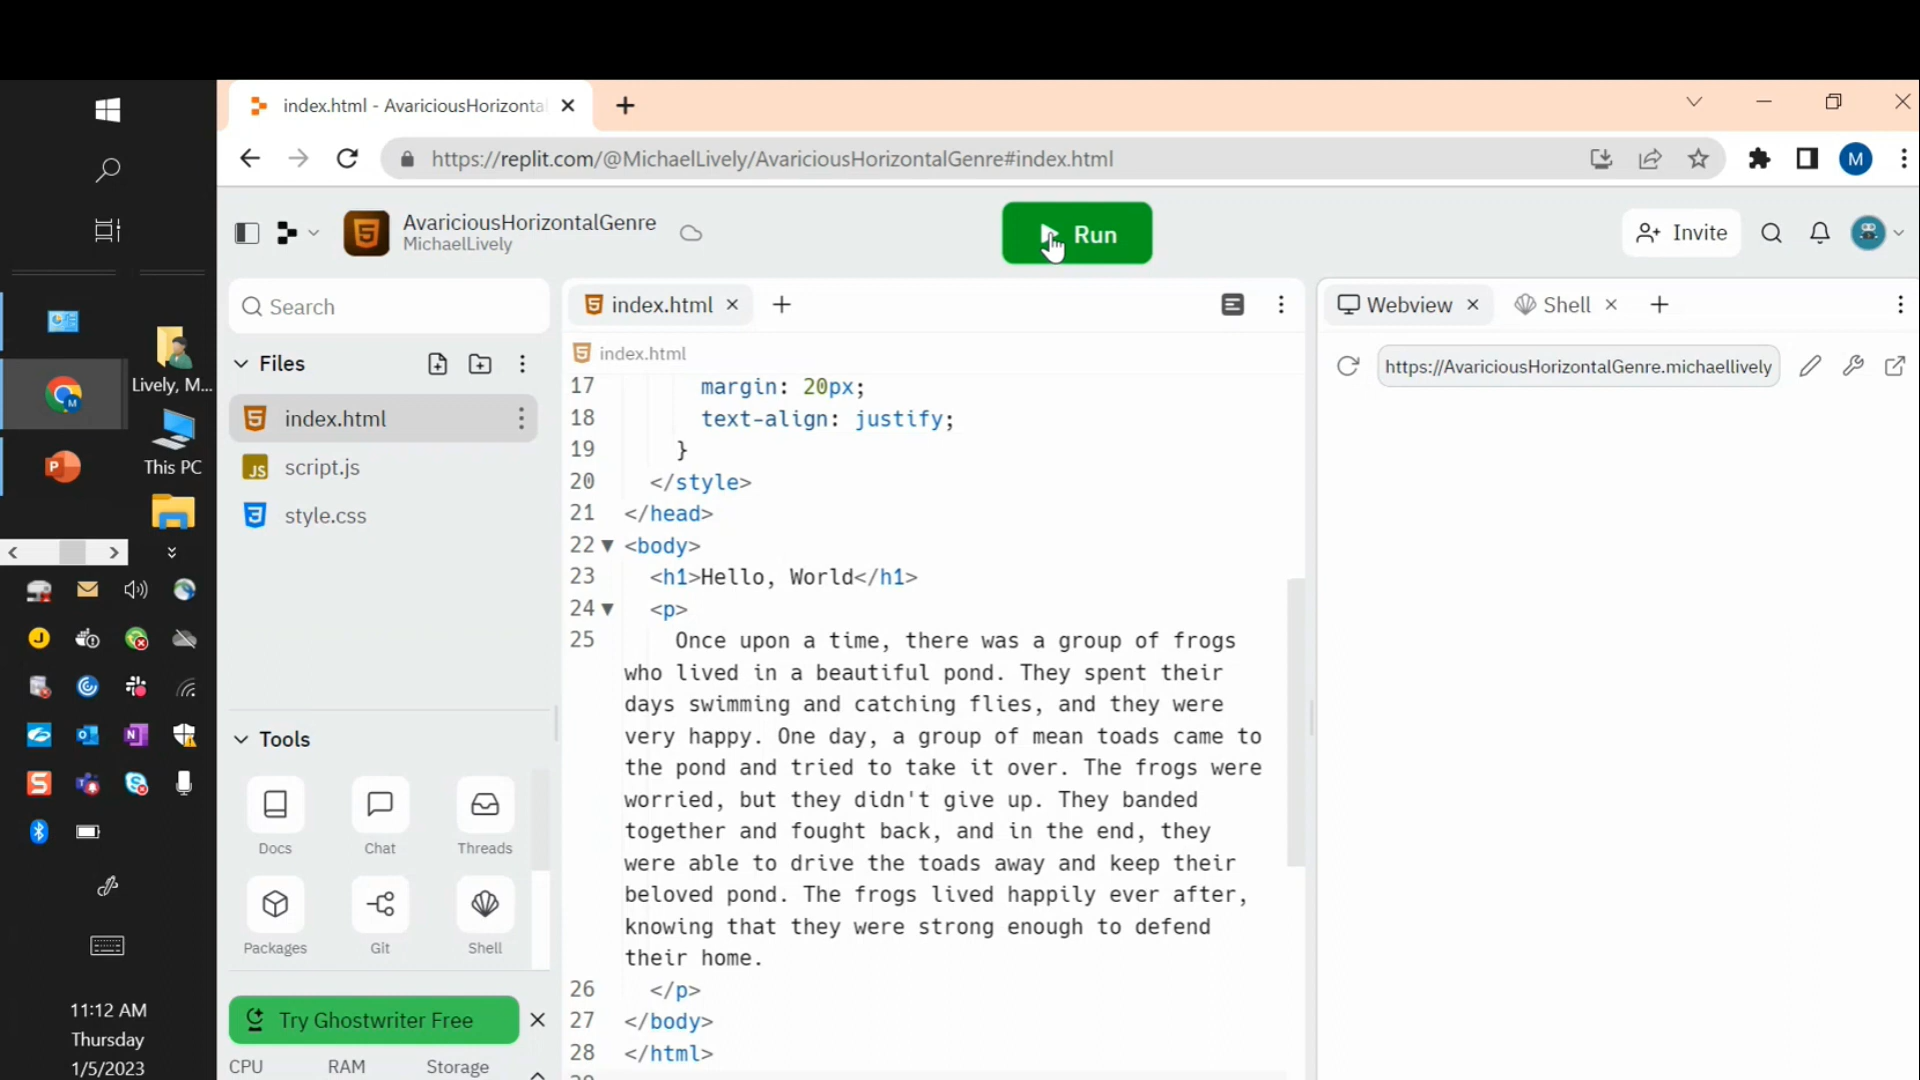 index.html - AvariciousHorizonta
https://replit.com/@MichaelLively/AvariciousHorizontalGenre#index.html
M
AvariciousHorizontalGenre
MichaelLively
Run
Invite
Search
Files
index.html
script.js
style.css
Tools
Docs
Chat
Threads
Packages
Git
Shell
Try Ghostwriter Free
CPU
RAM
Storage
index.html
index.html
17 margin: 20px;
18 text-align: justify;
19 }
20 </style>
21 </head>
22 <body>
23 <h1>Hello, World</h1>
24 <p>
25 Once upon a time, there was a group of frogs
who lived in a beautiful pond. They spent their
days swimming and catching flies, and they were
very happy. One day, a group of mean toads came to
the pond and tried to take it over. The frogs were
worried, but they didn't give up. They banded
together and fought back, and in the end, they
were able to drive the toads away and keep their
beloved pond. The frogs lived happily ever after,
knowing that they were strong enough to defend
their home.
26 </p>
27 </body>
28 </html>
Webview
Shell
https://AvariciousHorizontalGenre.michaellively
Lively, M...
This PC
11:12 AM
Thursday
1/5/2023